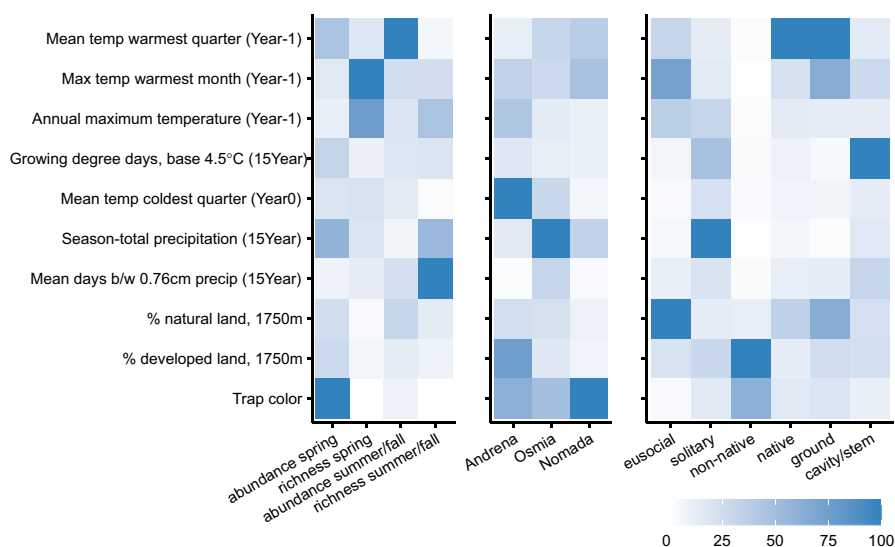 Mean temp warmest quarter (Year-1)
Max temp warmest month (Year-1)
Annual maximum temperature (Year-1)
Growing degree days, base 4.5°C (15Year)
Mean temp coldest quarter (Year0)
Season-total precipitation (15Year)
Mean days b/w 0.76cm precip (15Year)
% natural land, 1750m
% developed land, 1750m
Trap color
abundance spring
richness spring
abundance summer/fall
richness summer/fall
Andrena
Osmia
Nomada
eusocial
solitary
non-native
native
ground
cavity/stem
0 25 50 75 100